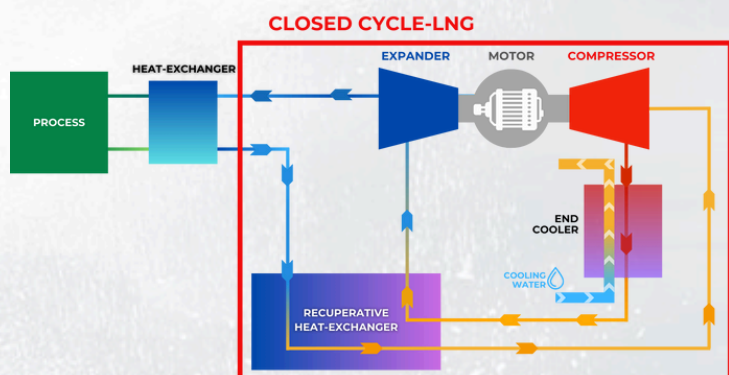 CLOSED CYCLE-LNG
EXPANDER
MOTOR
COMPRESSOR
HEAT-EXCHANGER
PROCESS
END
COOLER
COOLING
WATER
RECUPERATIVE
HEAT-EXCHANGER